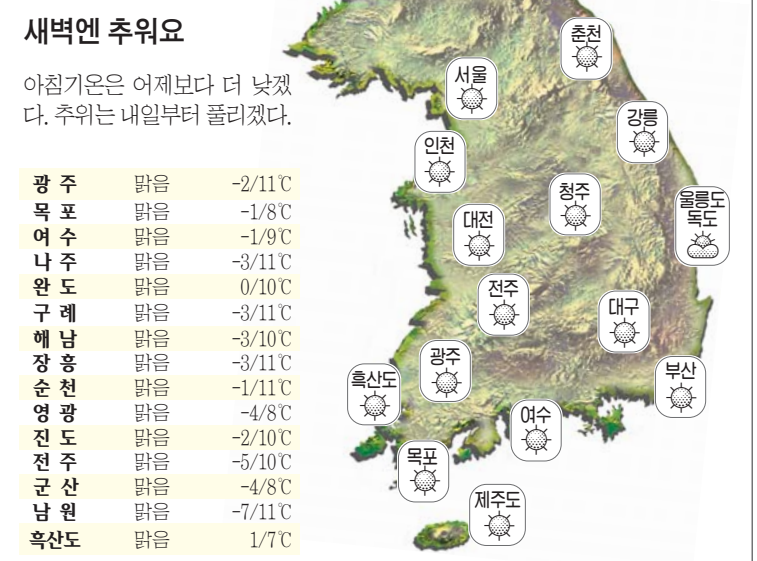 새벽엔 추워요
아침기온은 어제보다 더 낮겠
다. 추위는 내일부터 풀리겠다.
광 주 맑음 -2/11℃
목 포 맑음 -1/8℃
여 수 맑음 -1/9℃
나 주 맑음 -3/11℃
완 도 맑음 0/10℃
구 례 맑음 -3/11℃
해 남 맑음 -3/10℃
장 흥 맑음 -3/11℃
순 천 맑음 -1/11℃
영 광 맑음 -4/8℃
진 도 맑음 -2/10℃
전 주 맑음 -5/10℃
군 산 맑음 -4/8℃
남 원 맑음 -7/11℃
흑산도 맑음 1/7℃
춘천
서울
강릉
인천
청주
울릉도
독도
대전
전주
대구
광주
흑산도
부산
여수
목포
제주도